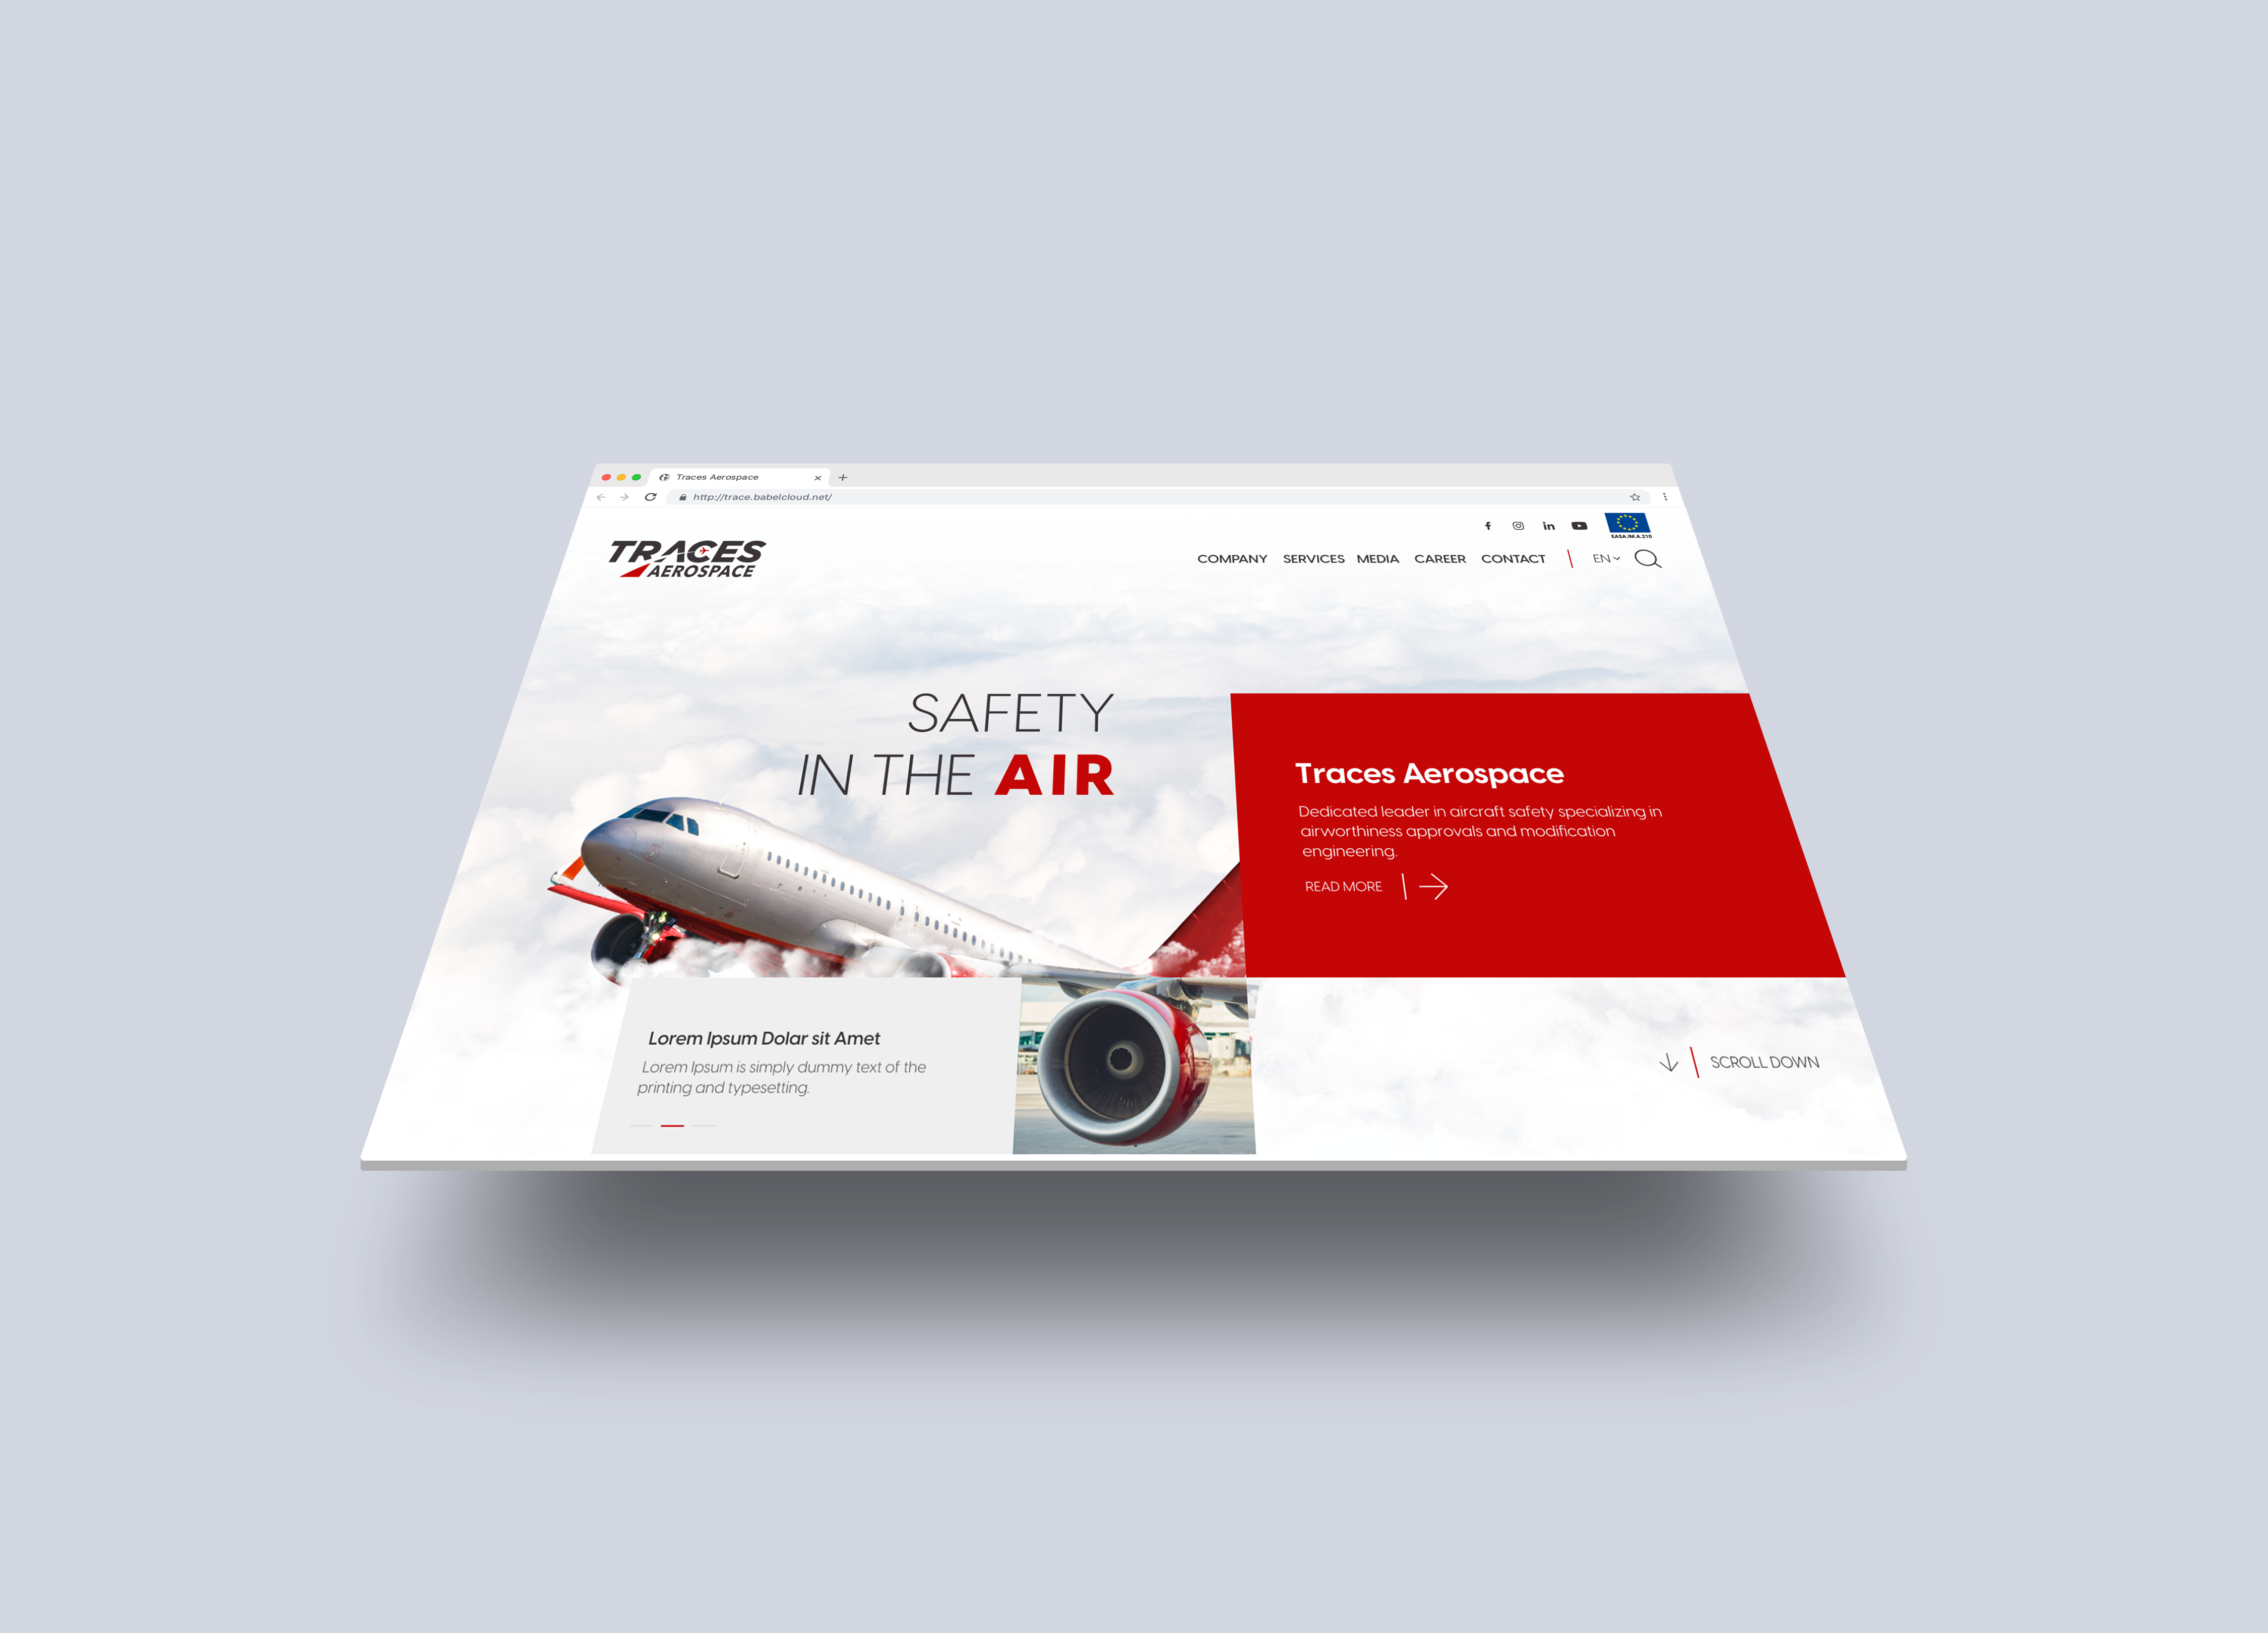 Traces Aerospace
http://trace.babelcloud.net/
EASA.IM.A.210
TRACES
AEROSPACE
COMPANY SERVICES MEDIA CAREER CONTACT EN
SAFETY
IN THE AIR
Traces Aerospace
Dedicated leader in aircraft safety specializing in
airworthiness approvals and modification
engineering.
READ MORE
Lorem Ipsum Dolar sit Amet
Lorem Ipsum is simply dummy text of the
printing and typesetting.
SCROLL DOWN